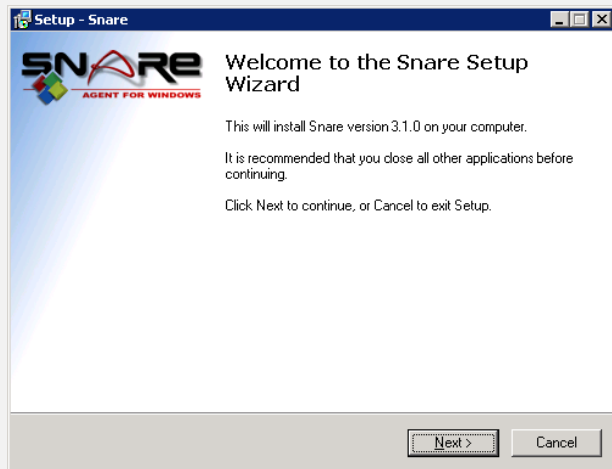 Setup - Snare
SNARE
AGENT FOR WINDOWS
Welcome to the Snare Setup
Wizard
This will install Snare version 3.1.0 on your computer.
It is recommended that you close all other applications before
continuing.
Click Next to continue, or Cancel to exit Setup.
Next >
Cancel